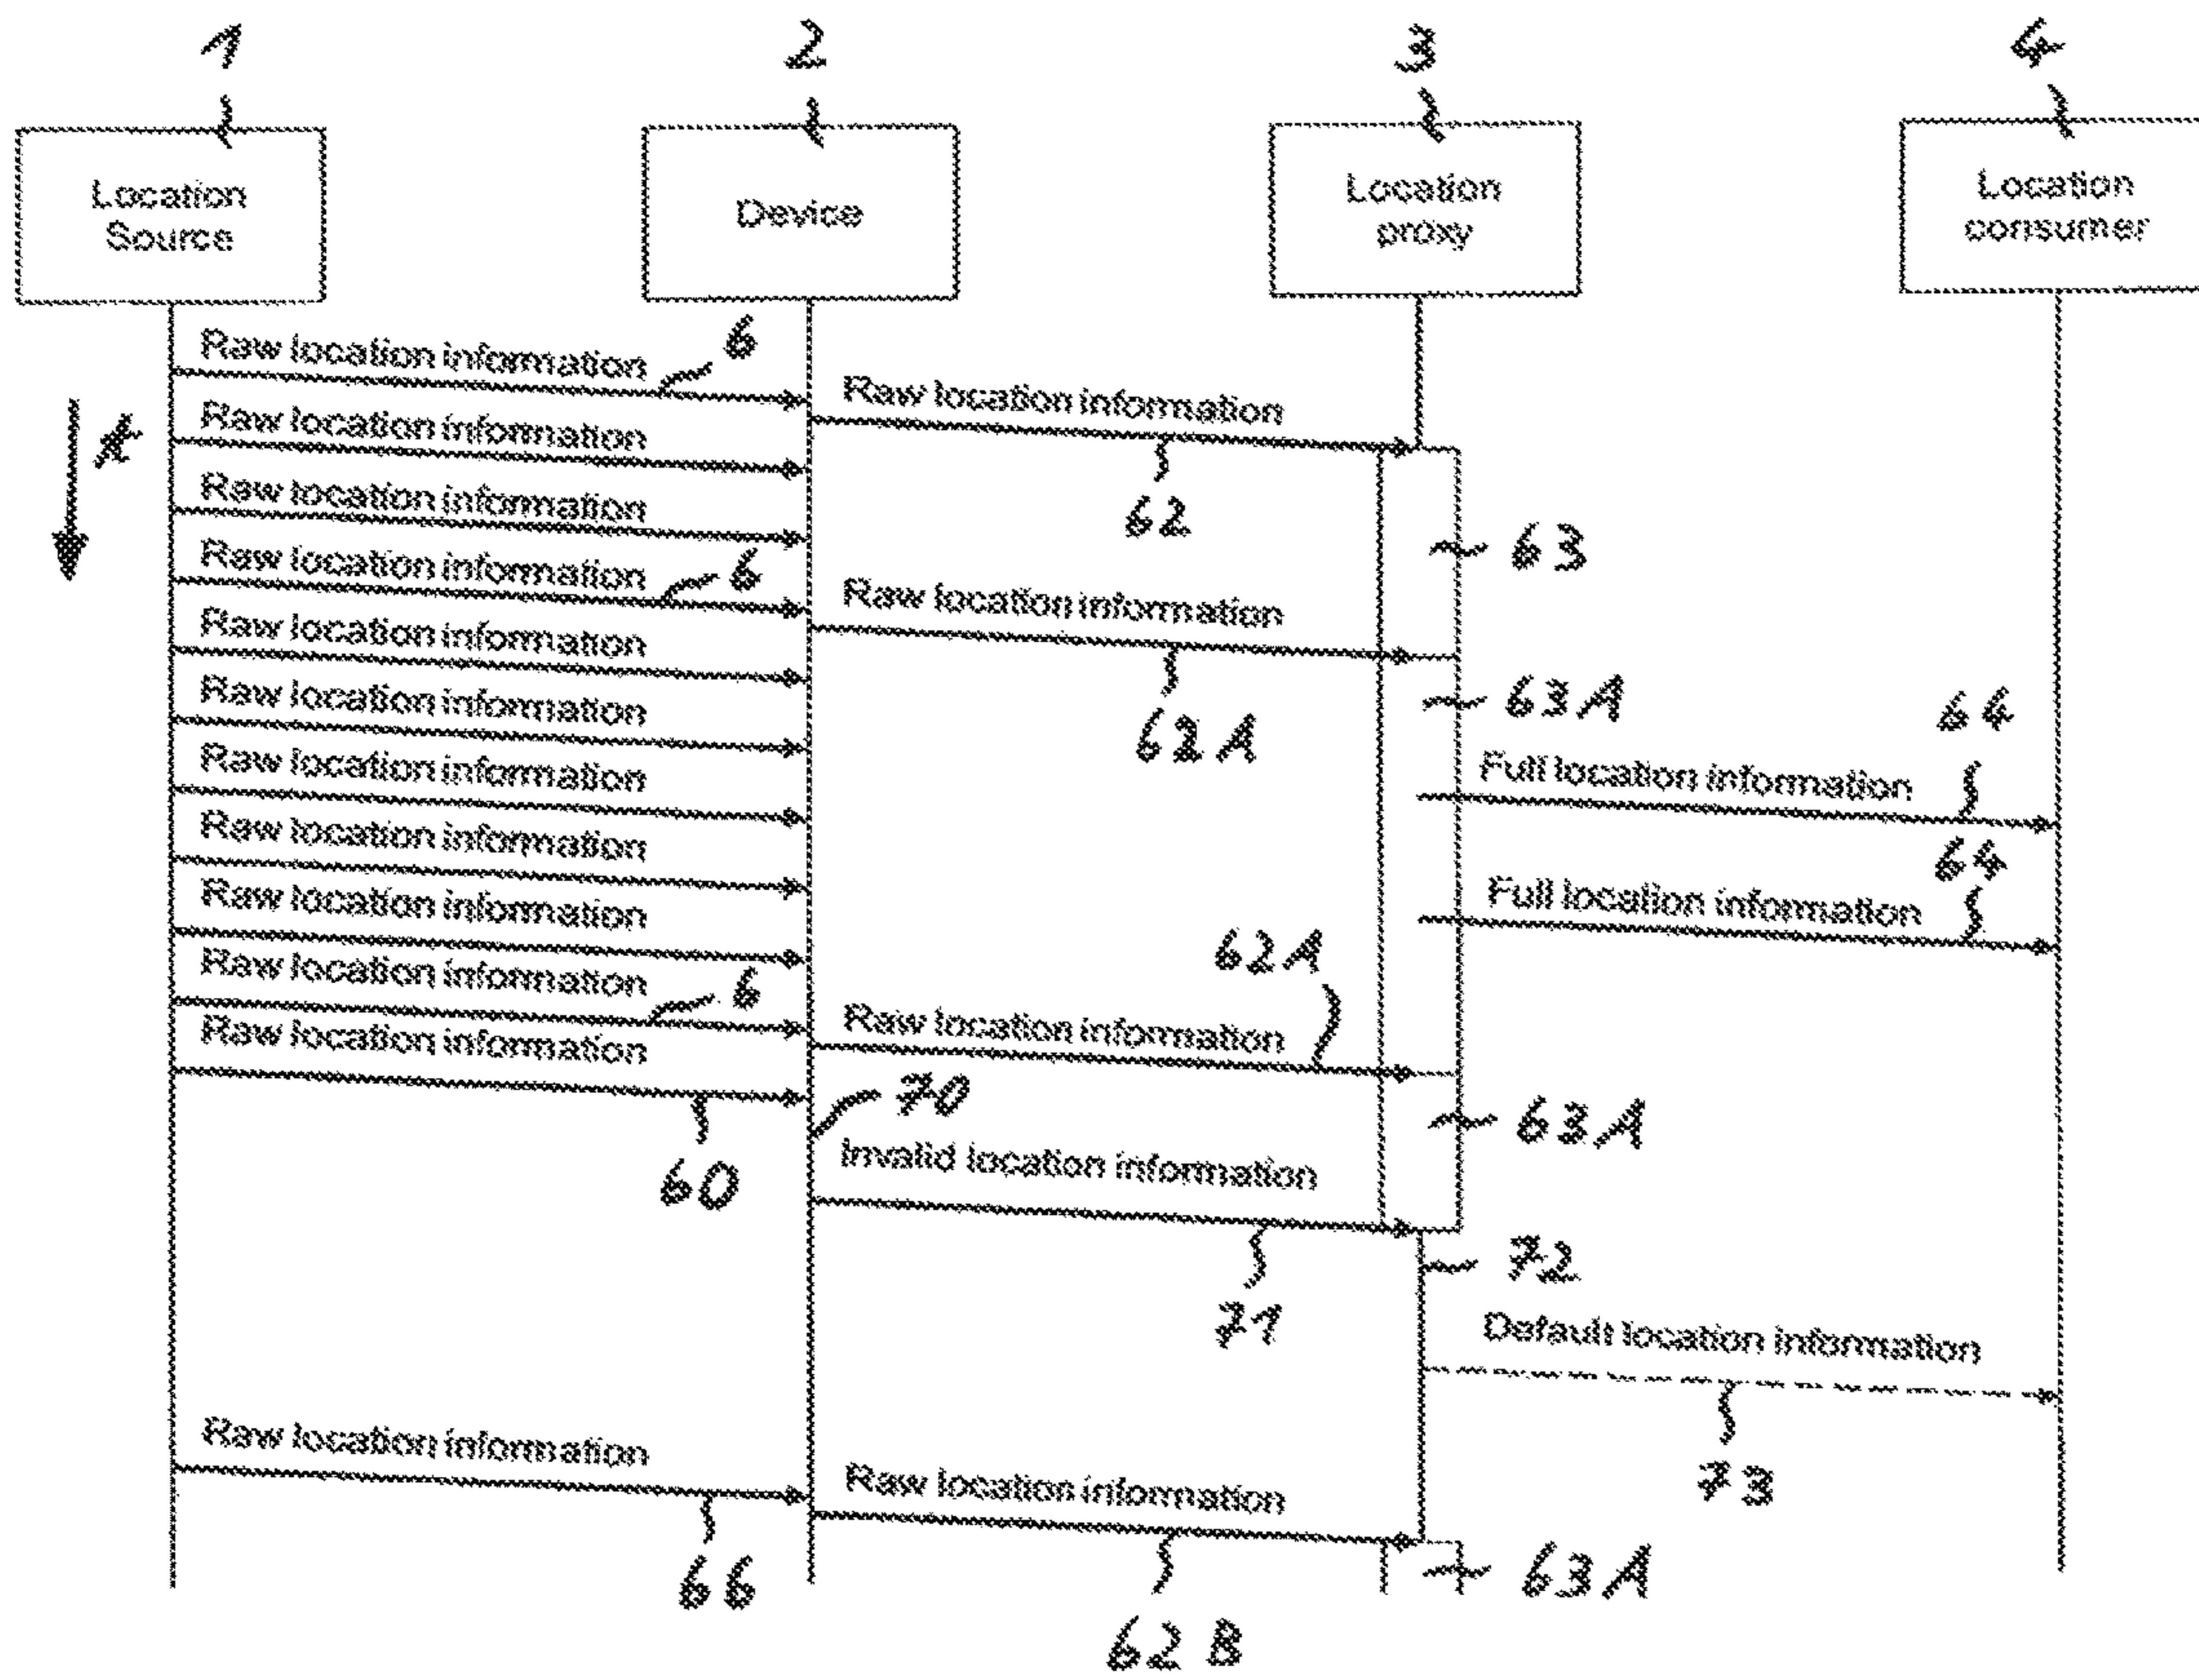 1
2
3
4
Location
Source
Device
Location
proxy
Location
consumer
Raw location information
6
Raw location information
t
Raw location information
62
Raw location information
63
Raw location information
6
Raw location information
62A
Raw location information
63A
Raw location information
64
Full location information
Raw location information
64
Raw location information
Full location information
Raw location information
62A
Raw location information
6
Raw location information
Raw location information
60
70
63A
Invalid location information
71
72
Default location information
73
Raw location information
66
Raw location information
62B
63A